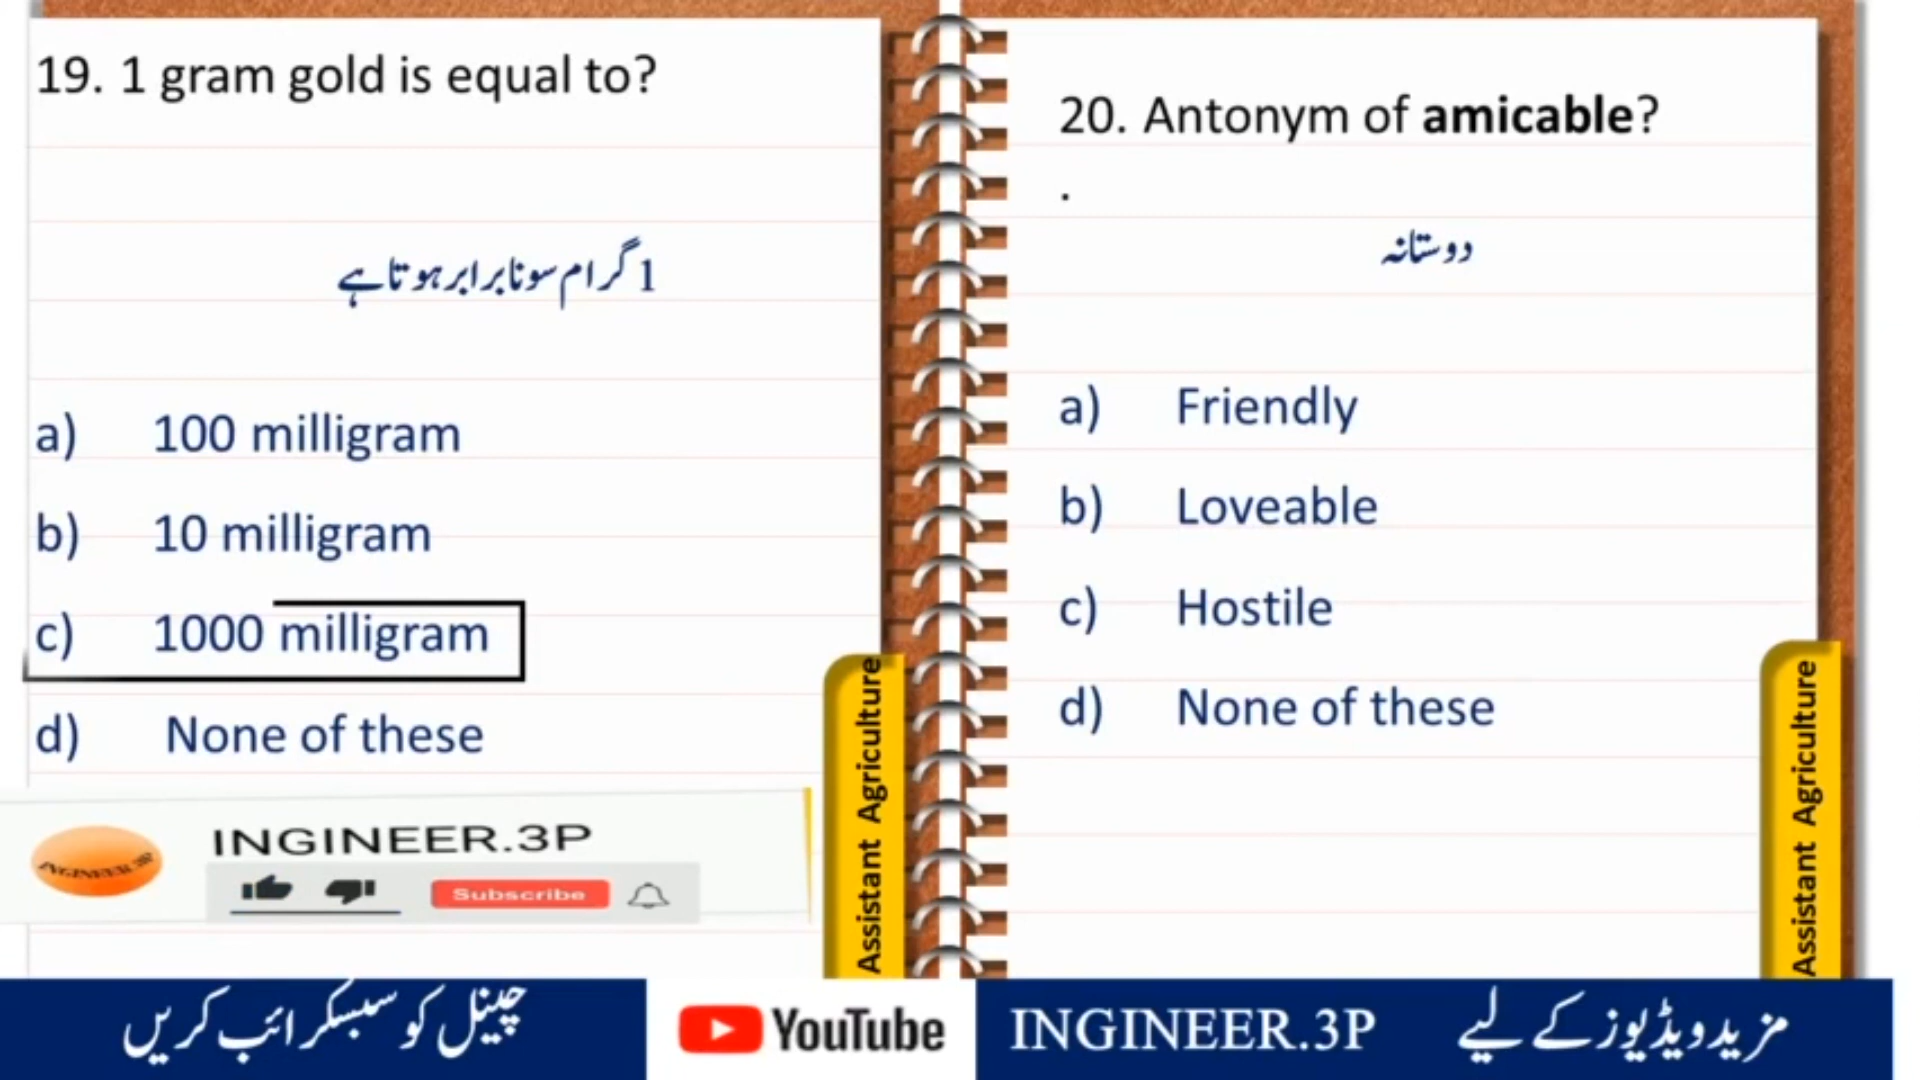 19. 1 gram gold is equal to?
1 گرام سونا برابر ہوتا ہے
a) 100 milligram
b) 10 milligram
c) 1000 milligram
d) None of these
INGINEER.3P
INGINEER.3P
Subscribe
Assistant Agriculture
20. Antonym of amicable?
.
دوستانہ
a) Friendly
b) Loveable
c) Hostile
d) None of these
Assistant Agriculture
چینل کو سبسکرائب کریں
YouTube
INGINEER.3P
مزید ویڈیوز کے لیے